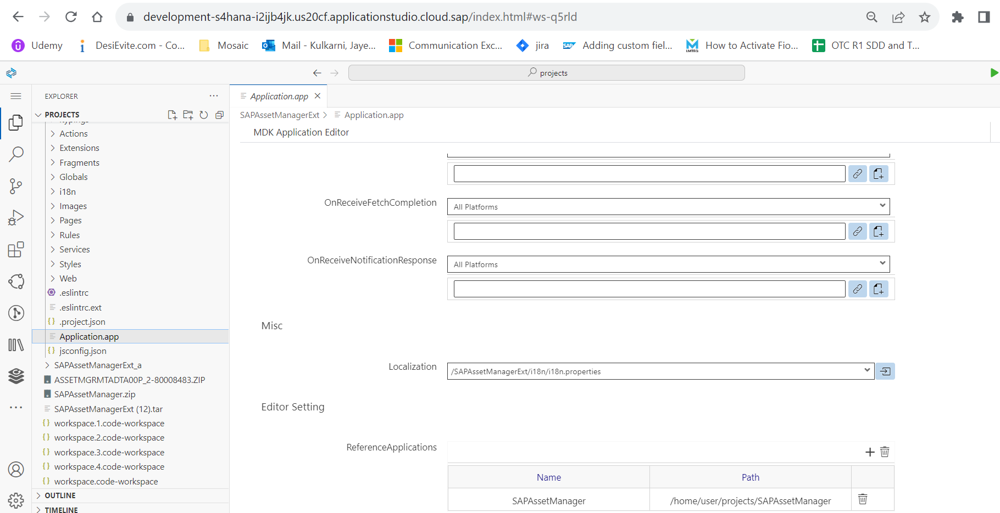 development-s4hana-i2ijb4jk.us20cf.applicationstudio.cloud.sap/index.html#ws-q5rld
Udemy DesiEvite.com - Co... Mosaic Mail - Kulkarni, Jaye... Communication Exc... jira Adding custom fiel... How to Activate Fio... OTC R1 SDD and T...
projects
EXPLORER
PROJECTS
Actions
Extensions
Fragments
Globals
i18n
Images
Pages
Rules
Services
Styles
Web
.eslintrc
.eslintrc.ext
.project.json
Application.app
jsconfig.json
SAPAssetManagerExt_a
ASSETMGRMTADTA00P_2-80008483.ZIP
SAPAssetManager.zip
SAPAssetManagerExt (12).tar
workspace.1.code-workspace
workspace.2.code-workspace
workspace.3.code-workspace
workspace.4.code-workspace
workspace.code-workspace
OUTLINE
TIMELINE
Application.app
SAPAssetManagerExt > Application.app
MDK Application Editor
OnReceiveFetchCompletion All Platforms
OnReceiveNotificationResponse All Platforms
Misc
Localization /SAPAssetManagerExt/i18n/i18n.properties
Editor Setting
ReferenceApplications
Name Path
SAPAssetManager /home/user/projects/SAPAssetManager